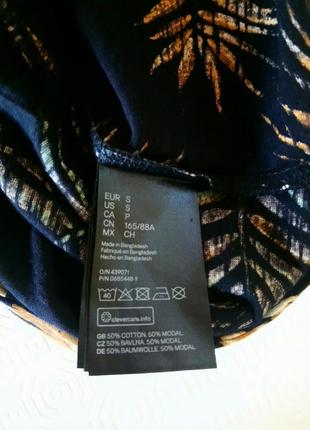 EUR S
US S
CA P
CN 165/88A
MX CH
Made in Bangladesh
Fabriqué en Bangladesh
Hecho en Bangladesh
O/N 439071
P/N 0685448 9
40
clevercare.info
GB 50% COTTON. 50% MODAL.
CZ 50% BAVLNA. 50% MODAL.
DE 50% BAUMWOLLE. 50% MODAL.